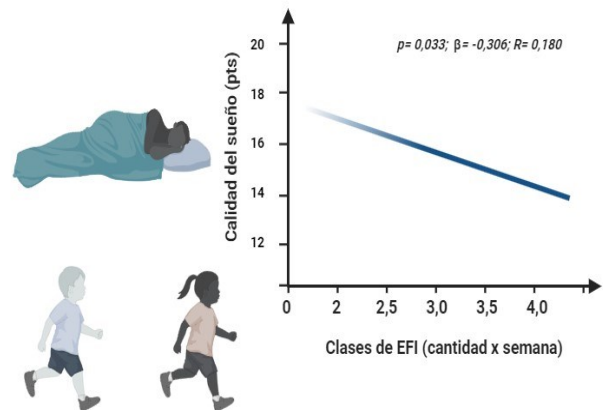 p= 0,033; β= -0,306; R= 0,180
Calidad del sueño (pts)
20
18
16
14
12
0 2 2,5 3,0 3,5 4,0
Clases de EFI (cantidad x semana)